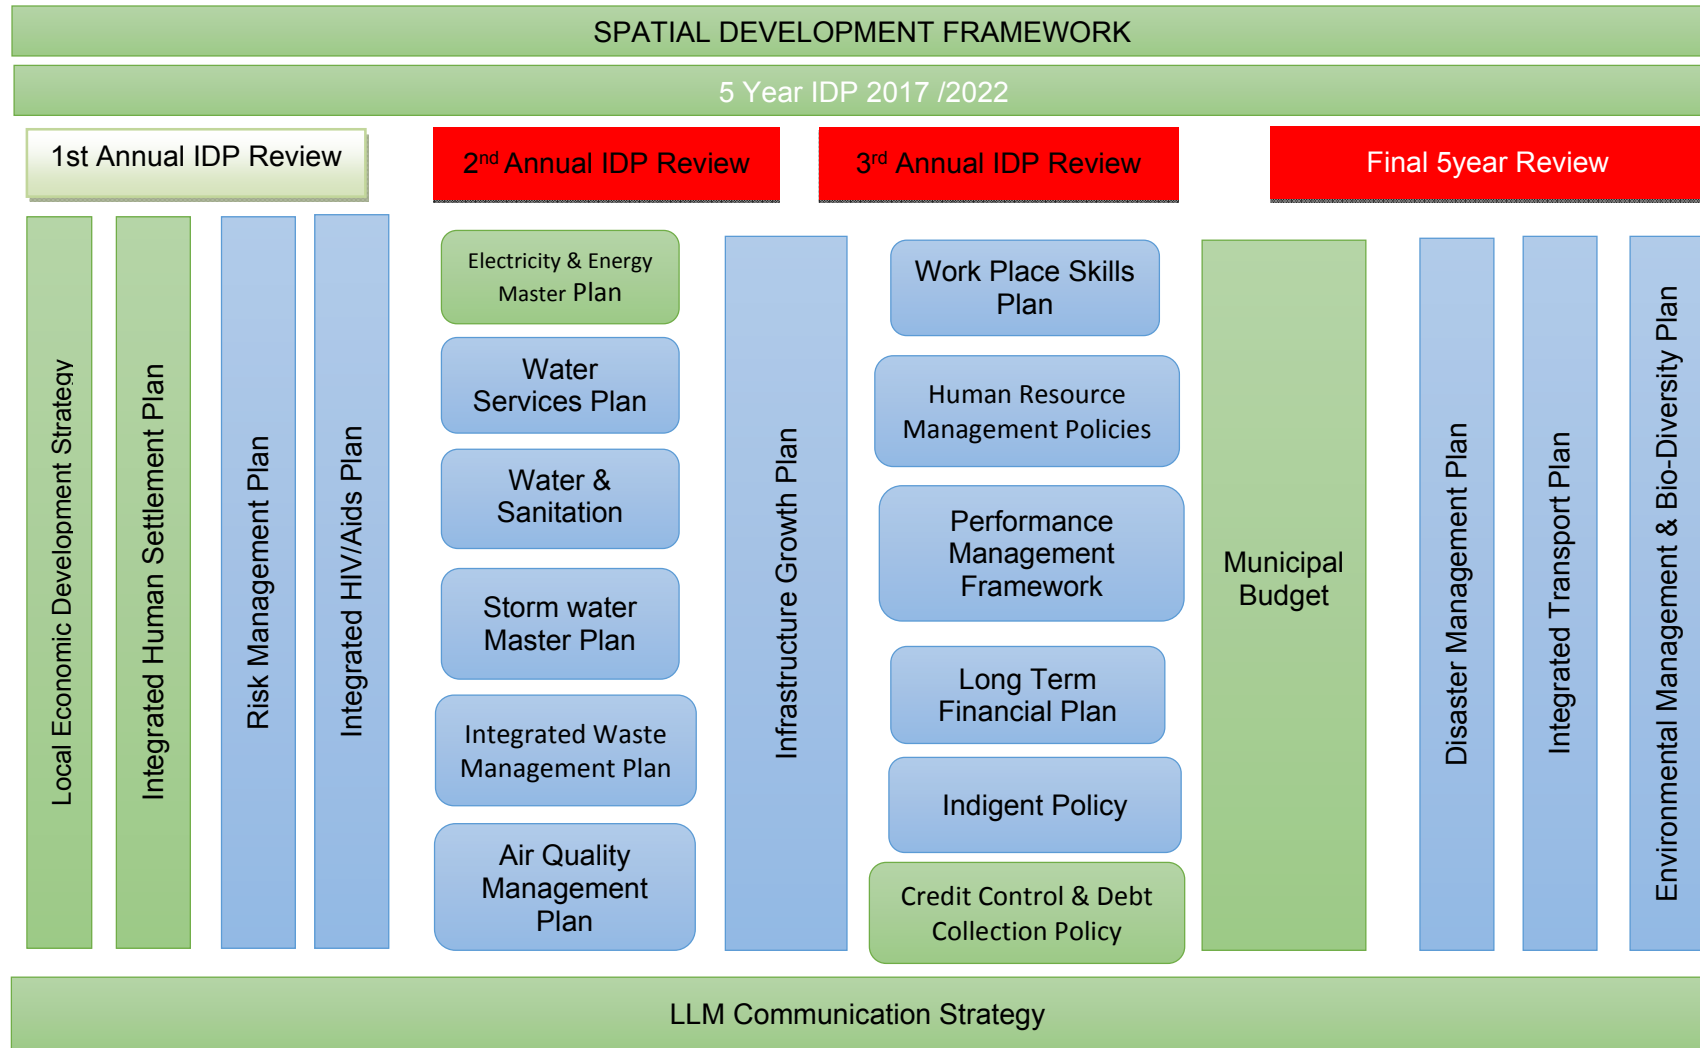 SPATIAL DEVELOPMENT FRAMEWORK
5 Year IDP 2017 /2022
1st Annual IDP Review
2nd Annual IDP Review
3rd Annual IDP Review
Final 5year Review
Local Economic Development Strategy
Integrated Human Settlement Plan
Risk Management Plan
Integrated HIV/Aids Plan
Electricity & Energy
Master Plan
Water
Services Plan
Water &
Sanitation
Storm water
Master Plan
Integrated Waste
Management Plan
Air Quality
Management
Plan
Infrastructure Growth Plan
Work Place Skills
Plan
Human Resource
Management Policies
Performance
Management
Framework
Long Term
Financial Plan
Indigent Policy
Credit Control & Debt
Collection Policy
Municipal
Budget
Disaster Management Plan
Integrated Transport Plan
Environmental Management & Bio-Diversity Plan
LLM Communication Strategy